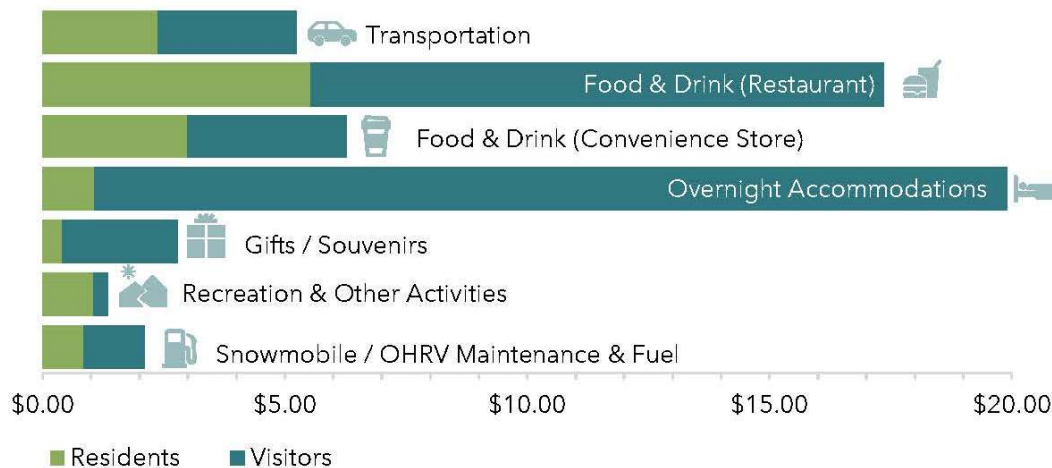 Transportation
Food & Drink (Restaurant)
Food & Drink (Convenience Store)
Overnight Accommodations
Gifts / Souvenirs
Recreation & Other Activities
Snowmobile / OHRV Maintenance & Fuel
$0.00 $5.00 $10.00 $15.00 $20.00
Residents Visitors